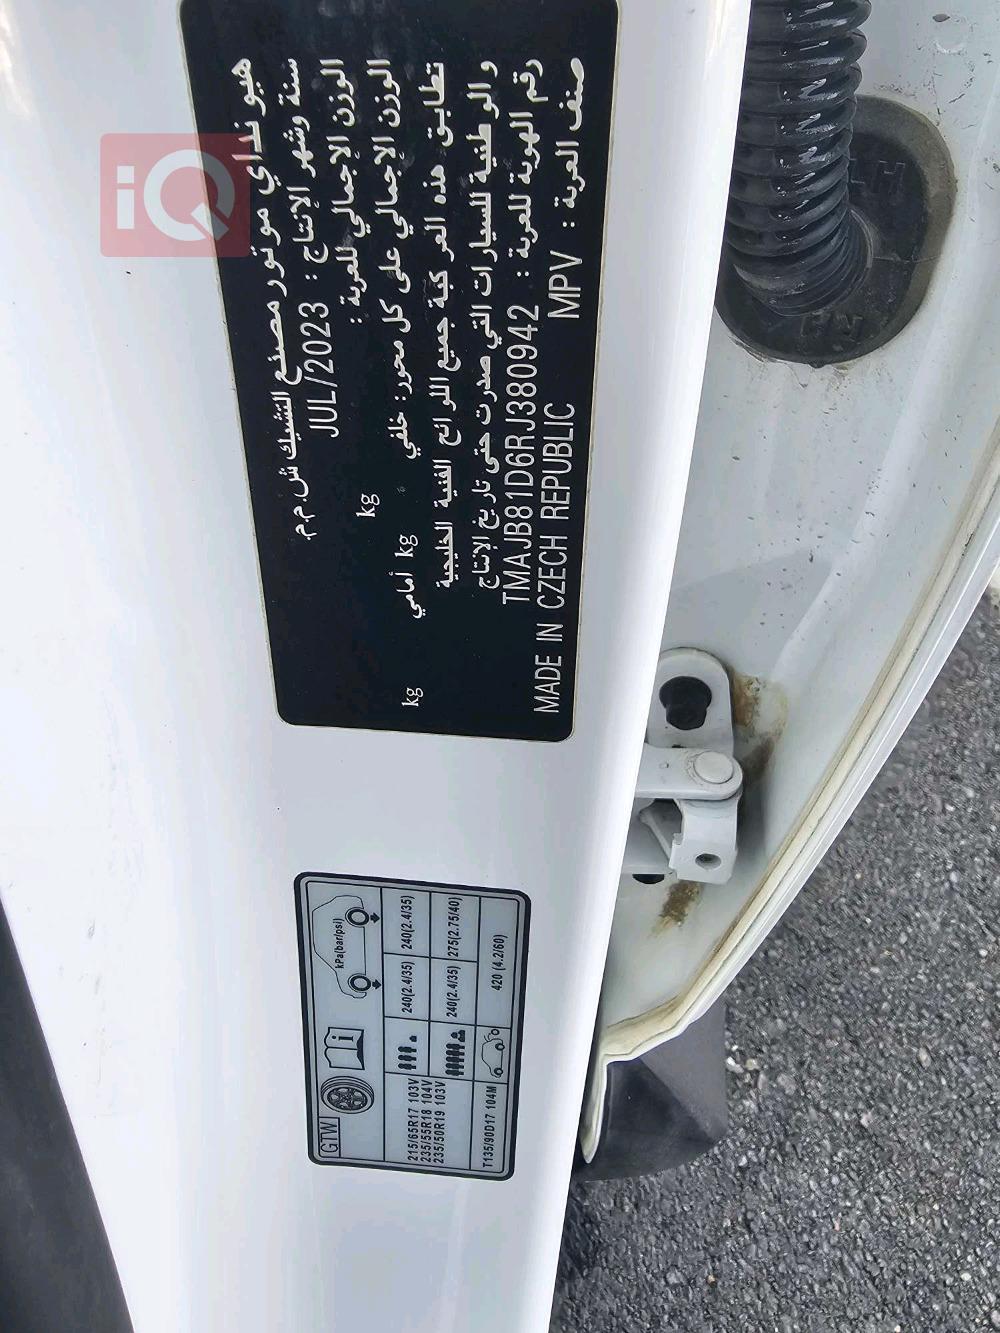 هيونداي موتور مصنع التشيك ش.م.م.
سنة وشهر الإنتاج : JUL/2023
الوزن الإجمالي للعربة : kg
الوزن الإجمالي على كل محور: خلفي kg أمامي kg
تطابق هذه المركبة جميع اللوائح الفنية الخليجية
والوطنية للسيارات التي صدرت حتى تاريخ الإنتاج
رقم الهوية للعربة : TMAJB81D6RJ380942
صنف العربة : MPV MADE IN CZECH REPUBLIC
iQ
LH
RH
GTW i kPa(bar/psi)
215/65R17 103V
235/55R18 104V
235/50R19 103V
240(2.4/35) 240(2.4/35)
240(2.4/35) 275(2.75/40)
T135/90D17 104M 420 (4.2/60)